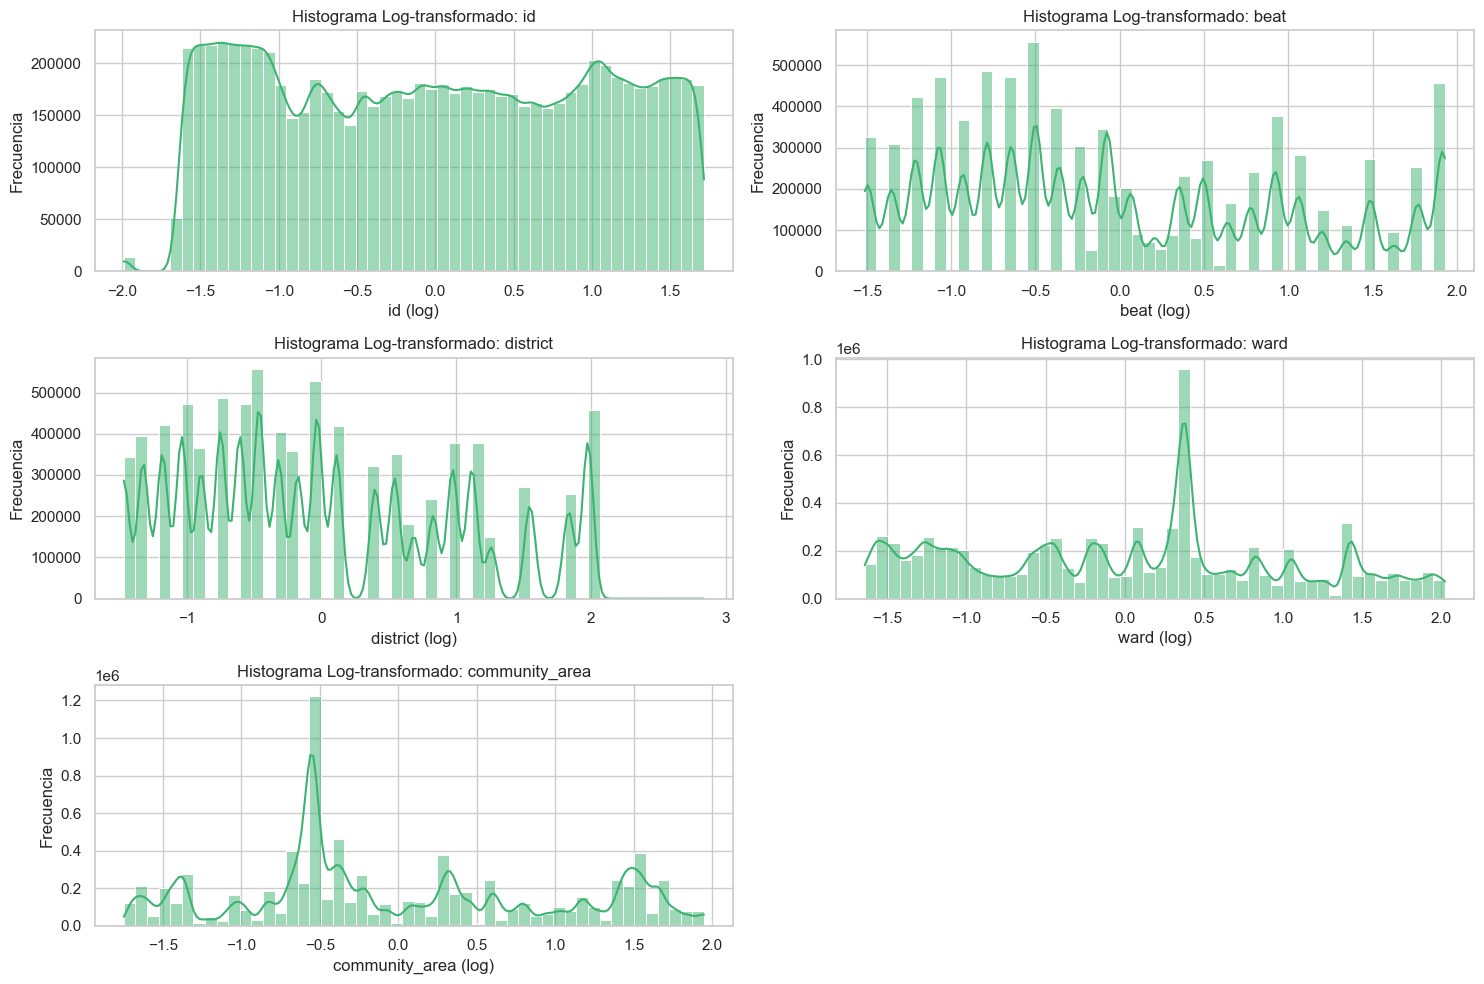 Histograma Log-transformado: id
Frecuencia
200000
150000
100000
50000
0
−2.0 −1.5 −1.0 −0.5 0.0 0.5 1.0 1.5
id (log)
Histograma Log-transformado: beat
Frecuencia
500000
400000
300000
200000
100000
0
−1.5 −1.0 −0.5 0.0 0.5 1.0 1.5 2.0
beat (log)
Histograma Log-transformado: district
Frecuencia
500000
400000
300000
200000
100000
0
−1 0 1 2 3
district (log)
Histograma Log-transformado: ward
1e6
Frecuencia
1.0
0.8
0.6
0.4
0.2
0.0
−1.5 −1.0 −0.5 0.0 0.5 1.0 1.5 2.0
ward (log)
Histograma Log-transformado: community_area
1e6
Frecuencia
1.2
1.0
0.8
0.6
0.4
0.2
0.0
−1.5 −1.0 −0.5 0.0 0.5 1.0 1.5 2.0
community_area (log)